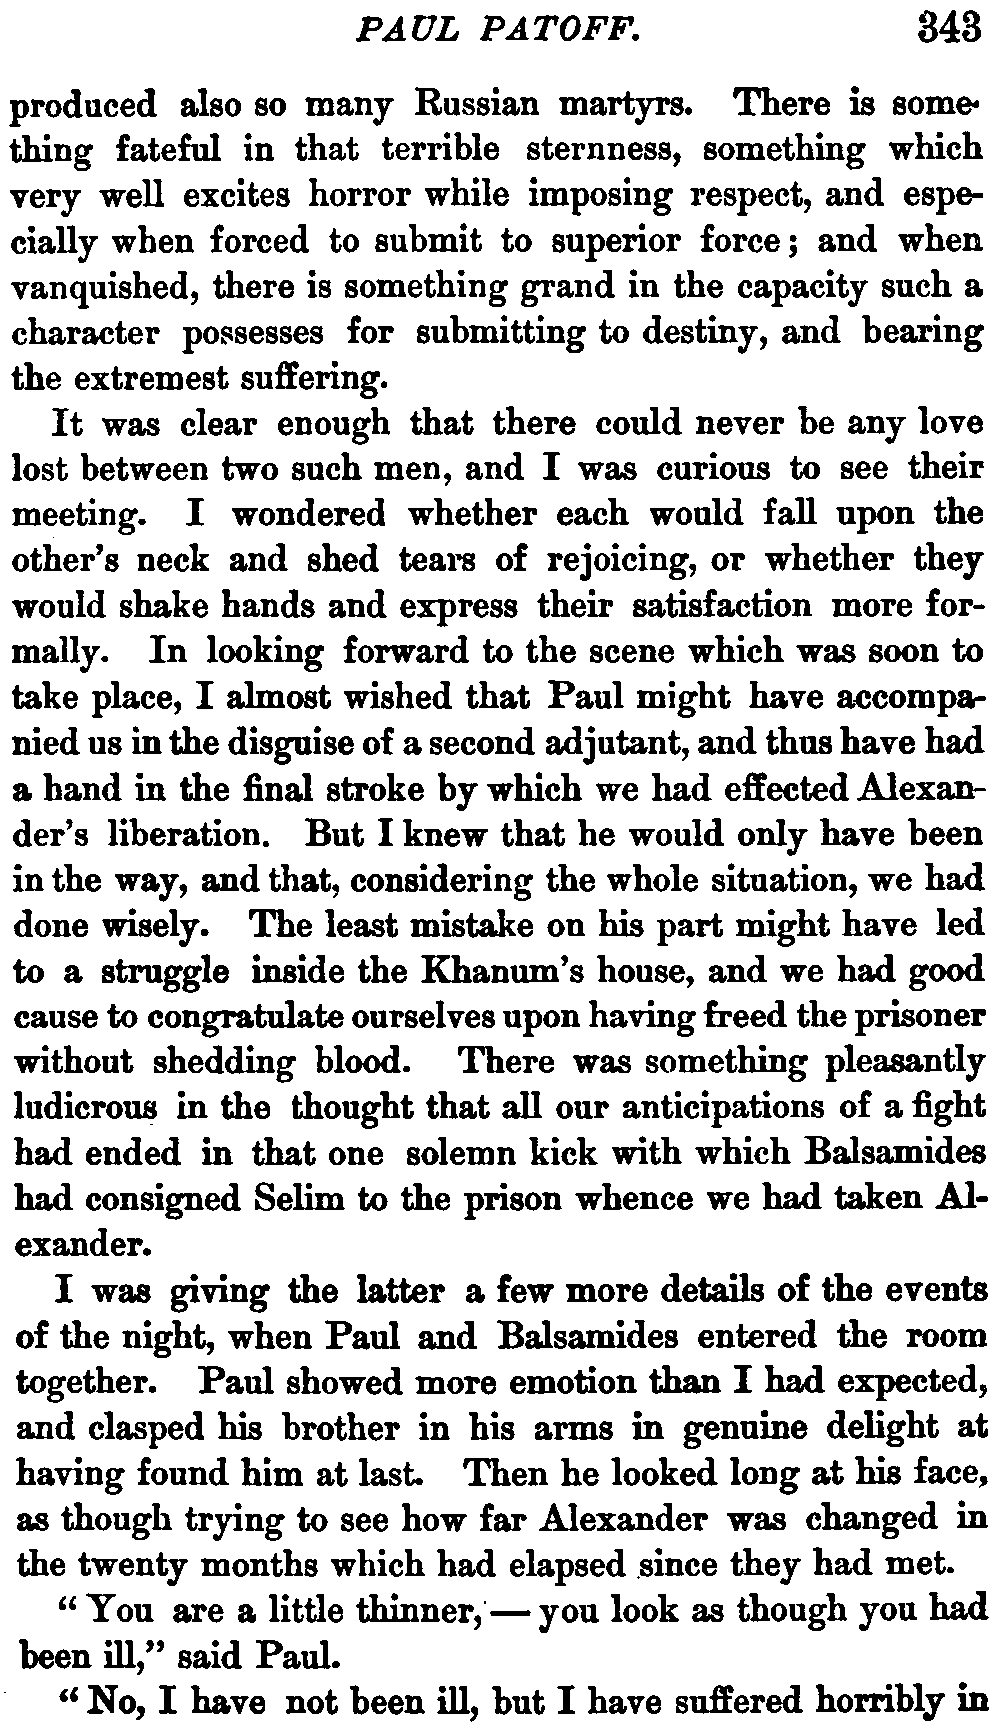 PAUL PATOFF. 343
produced also so many Russian martyrs. There is some-
thing fateful in that terrible sternness, something which
very well excites horror while imposing respect, and espe-
cially when forced to submit to superior force; and when
vanquished, there is something grand in the capacity such a
character possesses for submitting to destiny, and bearing
the extremest suffering.
It was clear enough that there could never be any love
lost between two such men, and I was curious to see their
meeting. I wondered whether each would fall upon the
other's neck and shed tears of rejoicing, or whether they
would shake hands and express their satisfaction more for-
mally. In looking forward to the scene which was soon to
take place, I almost wished that Paul might have accompa-
nied us in the disguise of a second adjutant, and thus have had
a hand in the final stroke by which we had effected Alexan-
der's liberation. But I knew that he would only have been
in the way, and that, considering the whole situation, we had
done wisely. The least mistake on his part might have led
to a struggle inside the Khanum's house, and we had good
cause to congratulate ourselves upon having freed the prisoner
without shedding blood. There was something pleasantly
ludicrous in the thought that all our anticipations of a fight
had ended in that one solemn kick with which Balsamides
had consigned Selim to the prison whence we had taken Al-
exander.
I was giving the latter a few more details of the events
of the night, when Paul and Balsamides entered the room
together. Paul showed more emotion than I had expected,
and clasped his brother in his arms in genuine delight at
having found him at last. Then he looked long at his face,
as though trying to see how far Alexander was changed in
the twenty months which had elapsed since they had met.
"You are a little thinner,—you look as though you had
been ill," said Paul.
"No, I have not been ill, but I have suffered horribly in